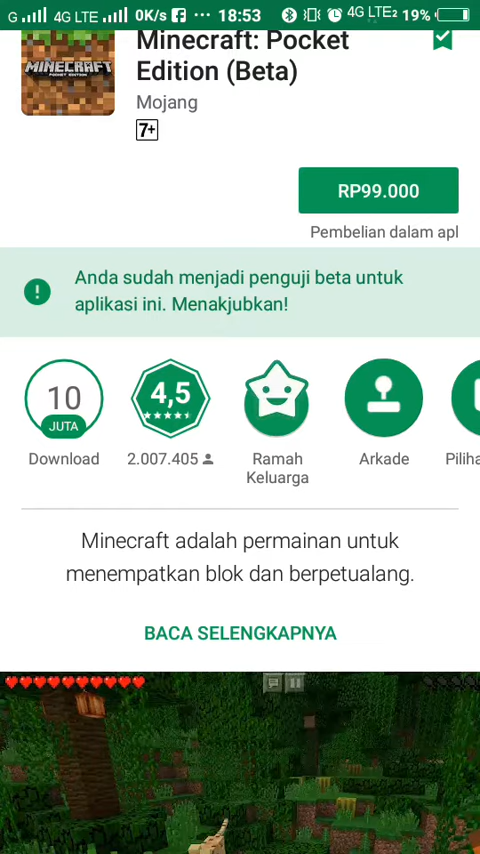 G 4G LTE 0K/s ... 18:53 4G LTE2 19%
Minecraft: Pocket
Edition (Beta)
Mojang
7+
MINECRAFT
POCKET EDITION
RP99.000
Pembelian dalam apl
Anda sudah menjadi penguji beta untuk
aplikasi ini. Menakjubkan!
10
JUTA
Download
4,5
2.007.405
Ramah
Keluarga
Arkade
Piliha
Minecraft adalah permainan untuk
menempatkan blok dan berpetualang.
BACA SELENGKAPNYA